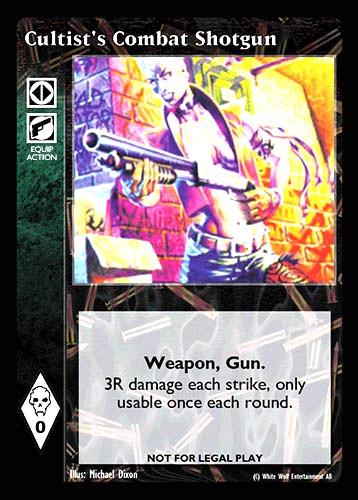 Cultist's Combat Shotgun
EQUIP
ACTION
Weapon, Gun.
3R damage each strike, only
usable once each round.
0
NOT FOR LEGAL PLAY
Illus: Michael Dixon
(C) White Wolf Entertainment AB